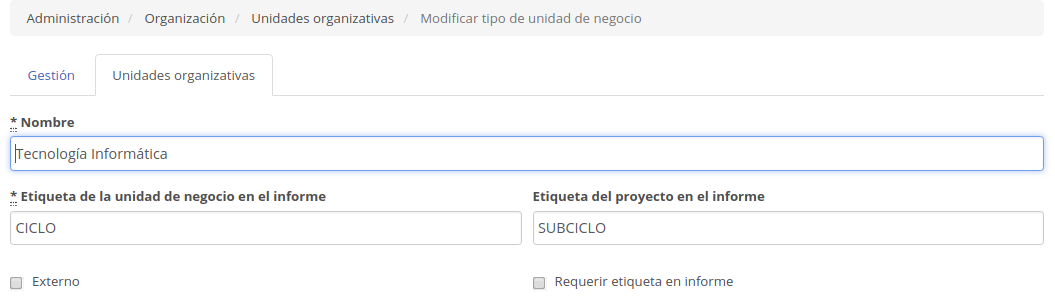 Administración / Organización / Unidades organizativas / Modificar tipo de unidad de negocio
Gestión Unidades organizativas
* Nombre
Tecnología Informática
* Etiqueta de la unidad de negocio en el informe Etiqueta del proyecto en el informe
CICLO SUBCICLO
Externo Requerir etiqueta en informe